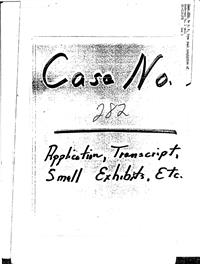 Case No.
282
Application, Transcript,
Small Exhibits, Etc.